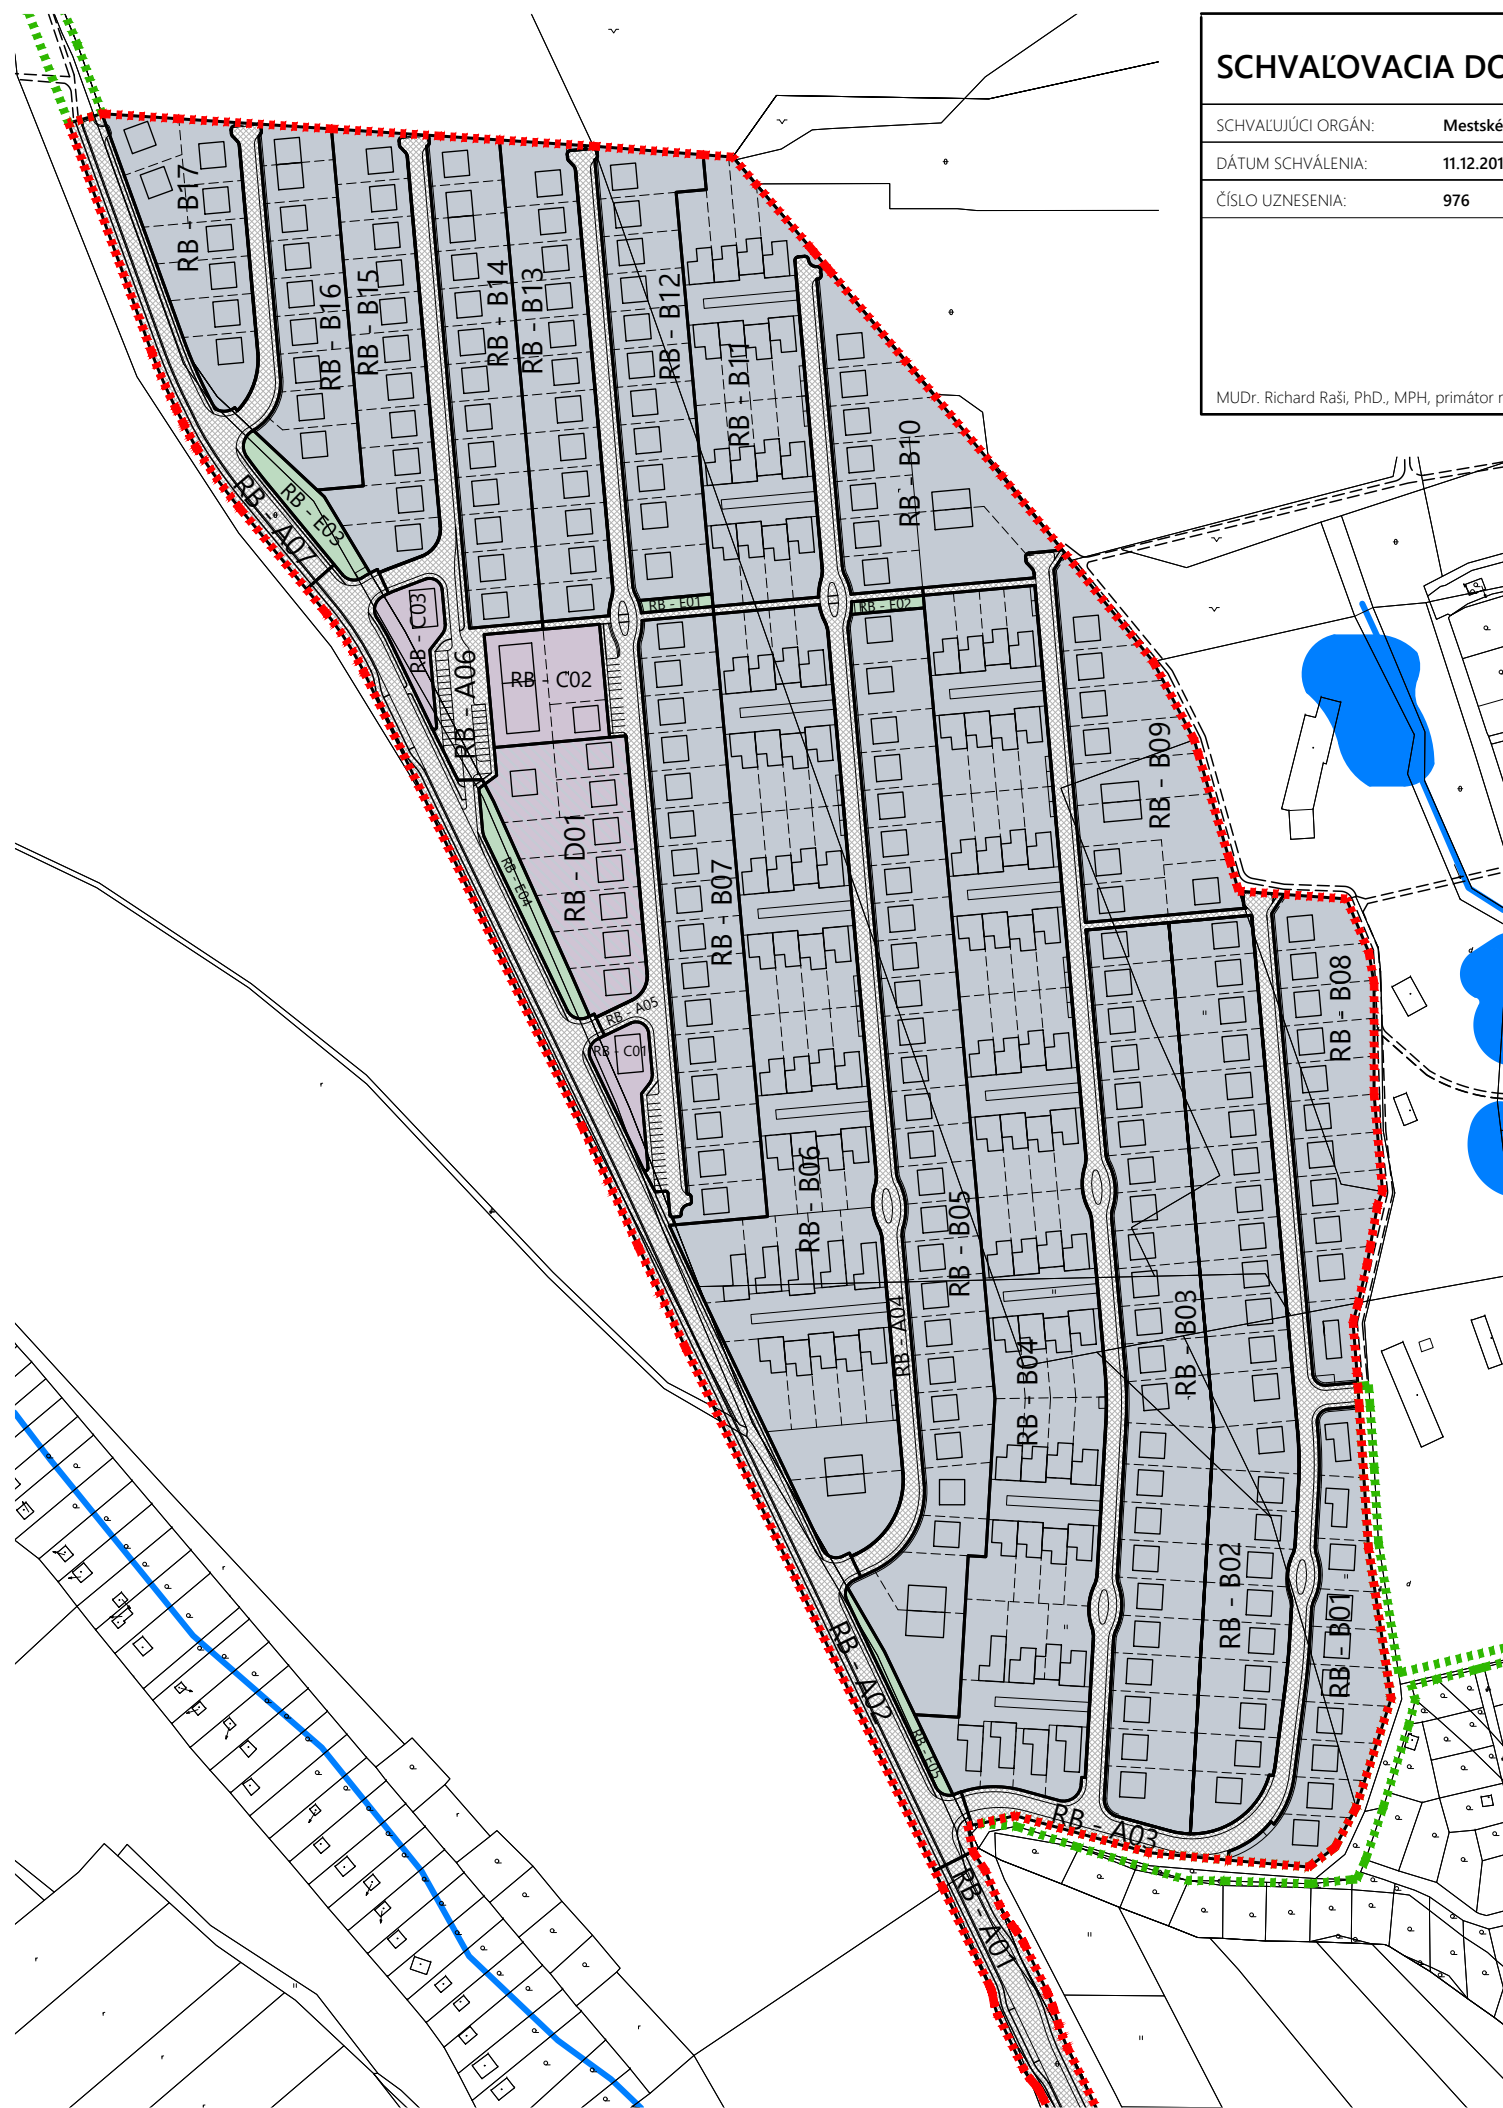 SCHVAĽOVACIA DO
SCHVAĽUJÚCI ORGÁN: Mestské
DÁTUM SCHVÁLENIA: 11.12.201
ČÍSLO UZNESENIA: 976
MUDr. Richard Raši, PhD., MPH, primátor
RB - B17
RB - B16
RB - B15
RB - B14
RB - B13
RB - B12
RB - B11
RB - B10
RB - E03
RB - A07
RB - C03
RB - A06
RB - C02
RB - E01
RB - E02
RB - B09
RB - D01
RB - E04
RB - B07
RB - A05
RB - C01
RB - B08
RB - B06
RB - B05
RB - A04
RB - B04
RB - B03
RB - B02
RB - B01
RB - A02
RB - E05
RB - A03
RB - A01